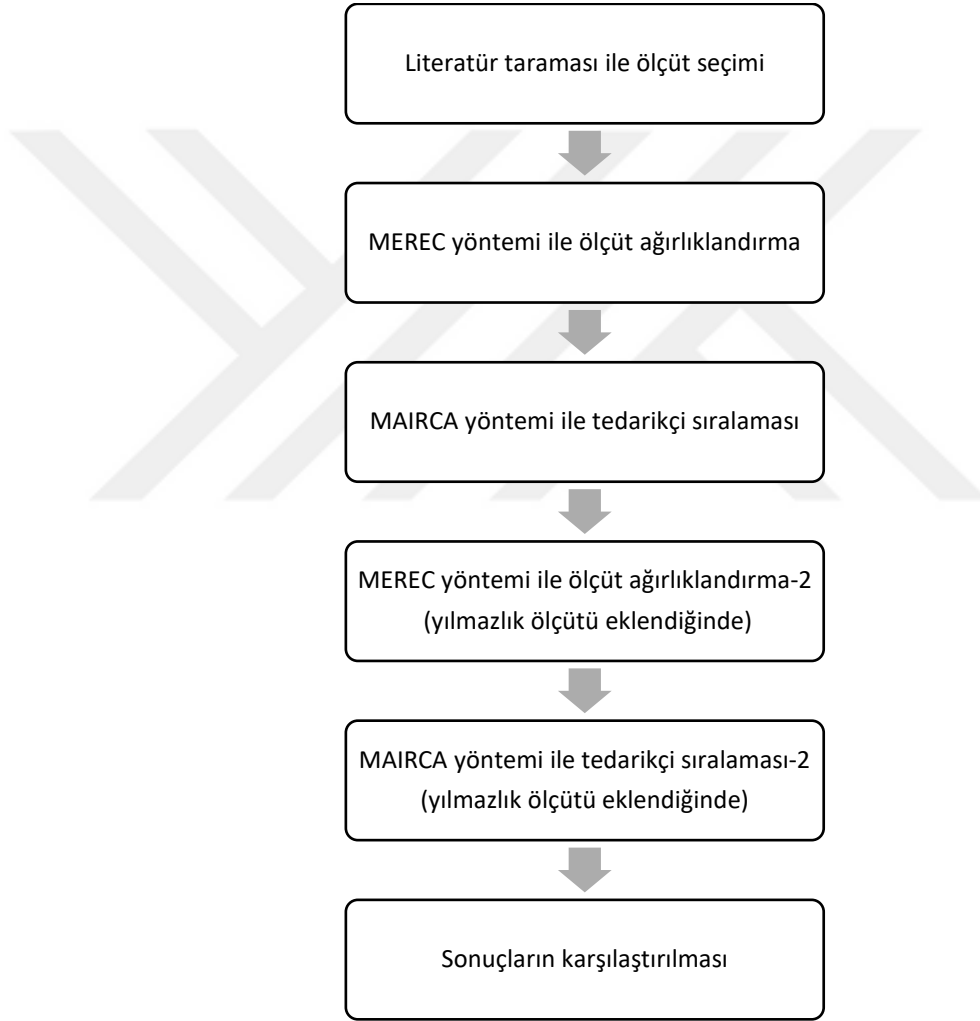 Literatür taraması ile ölçüt seçimi
MEREC yöntemi ile ölçüt ağırlıklandırma
MAIRCA yöntemi ile tedarikçi sıralaması
MEREC yöntemi ile ölçüt ağırlıklandırma-2
(yılmazlık ölçütü eklendiğinde)
MAIRCA yöntemi ile tedarikçi sıralaması-2
(yılmazlık ölçütü eklendiğinde)
Sonuçların karşılaştırılması